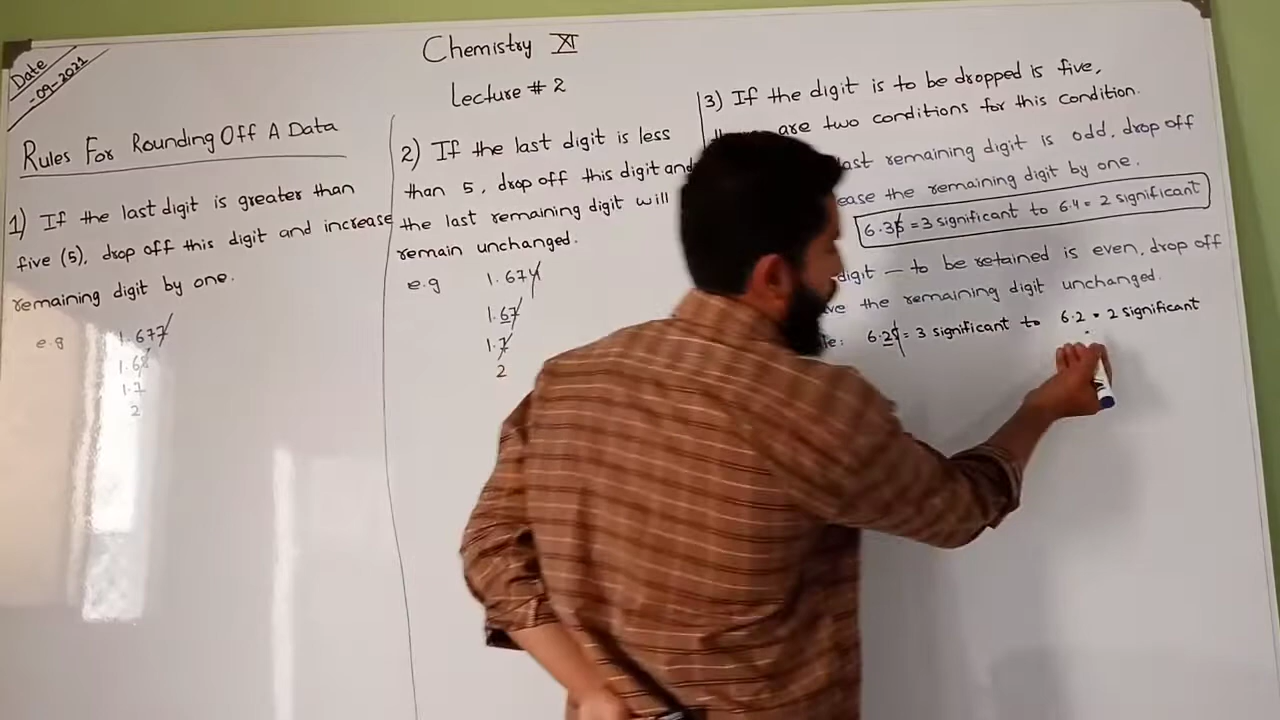 Date
-09-2021
Chemistry XI
Lecture # 2
Rules For Rounding Off A Data
1) If the last digit is greater than
five (5), drop off this digit and increase
remaining digit by one.
e.g 1.677
1.68
1.7
2
2) If the last digit is less
than 5, drop off this digit and
the last remaining digit will
remain unchanged.
e.g 1.674
1.67
1.7
2
3) If the digit is to be dropped is five,
are two conditions for this condition.
last remaining digit is odd, drop off
the remaining digit by one.
6.35 = 3 significant to 6.4 = 2 significant
digit — to be retained is even, drop off
the remaining digit unchanged.
6.25 = 3 significant to 6.2 = 2 significant